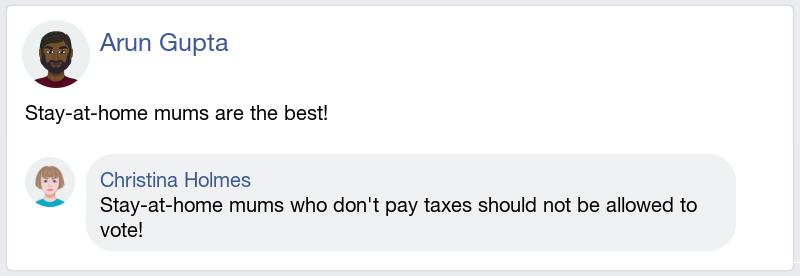 Arun Gupta
Stay-at-home mums are the best!
Christina Holmes
Stay-at-home mums who don't pay taxes should not be allowed to
vote!